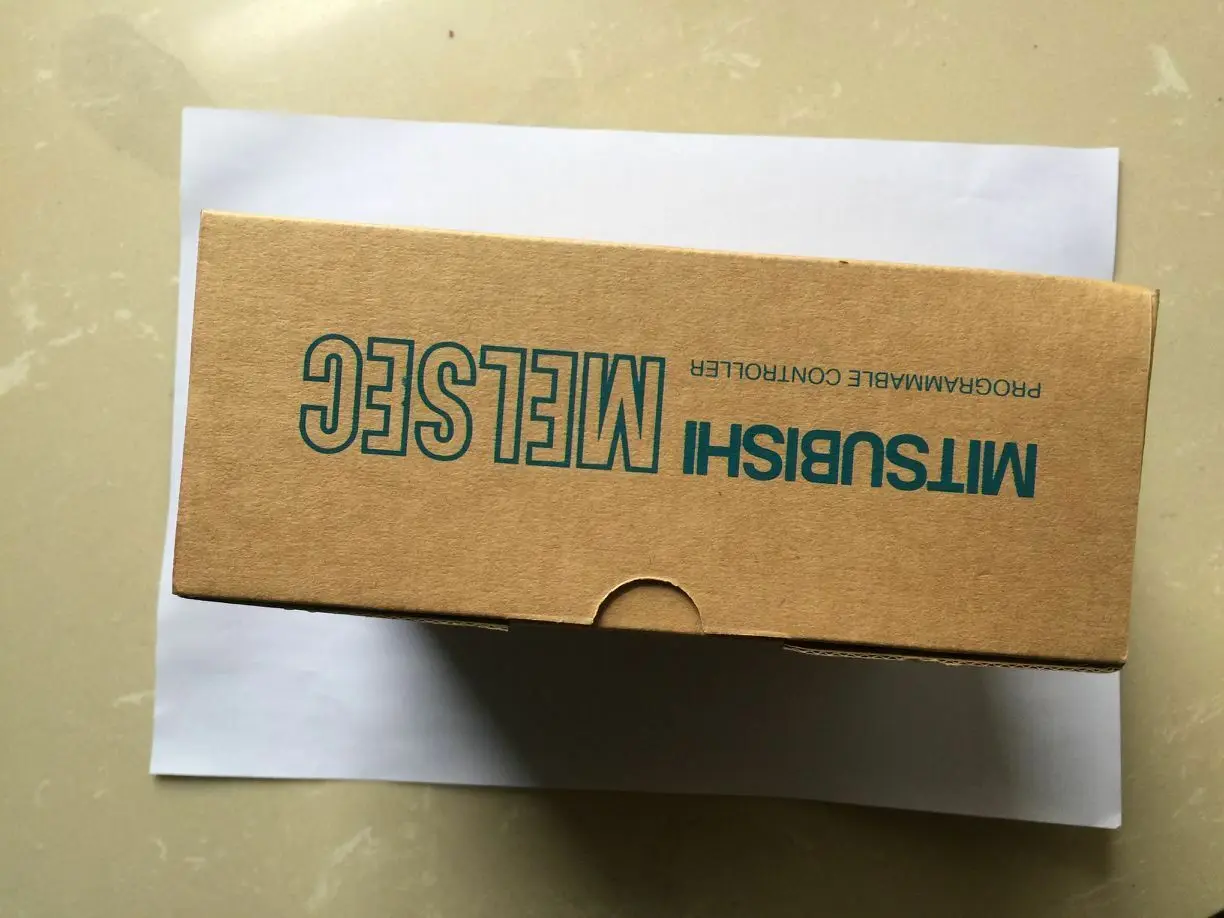 MITSUBISHI MELSEC
PROGRAMMABLE CONTROLLER